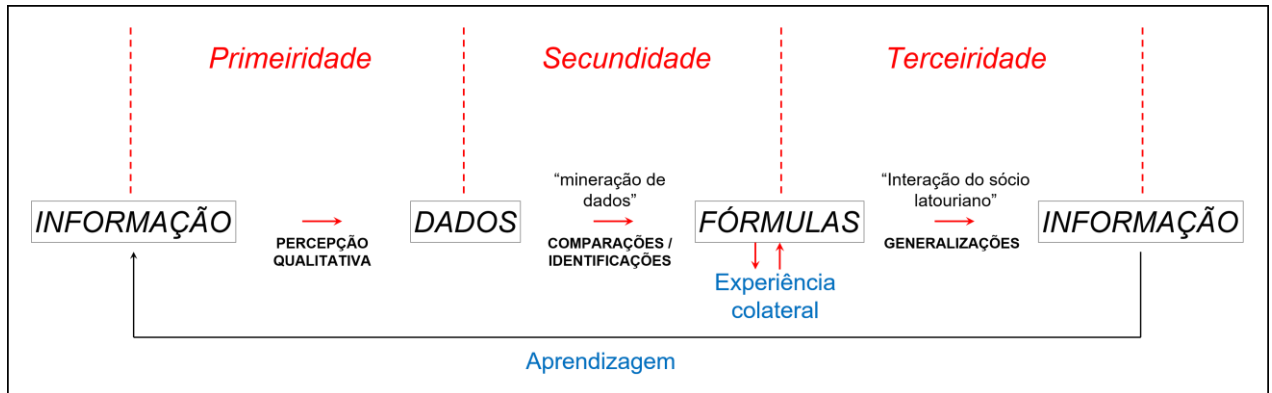 Primeiridade
Secundidade
Terceiridade
INFORMAÇÃO
PERCEPÇÃO
QUALITATIVA
DADOS
“mineração de
dados”
COMPARAÇÕES /
IDENTIFICAÇÕES
FÓRMULAS
Experiência
colateral
“Interação do sócio
latouriano”
GENERALIZAÇÕES
INFORMAÇÃO
Aprendizagem